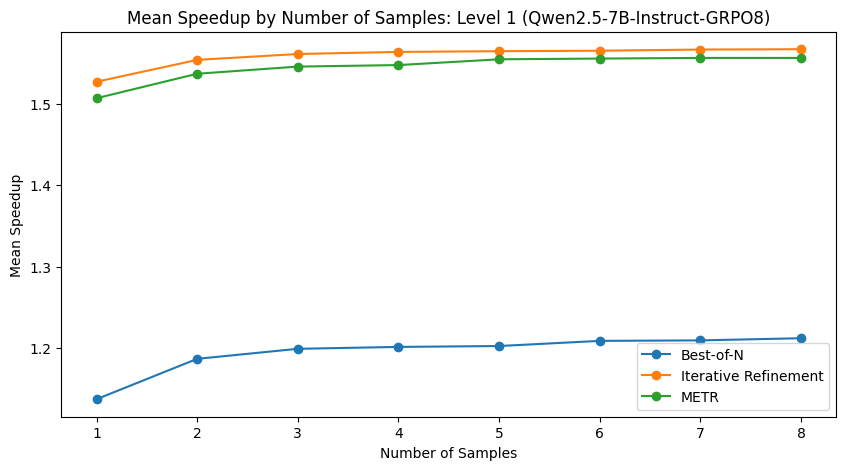 Mean Speedup by Number of Samples: Level 1 (Qwen2.5-7B-Instruct-GRPO8)
Mean Speedup
1.5
1.4
1.3
1.2
Best-of-N
Iterative Refinement
METR
1 2 3 4 5 6 7 8
Number of Samples